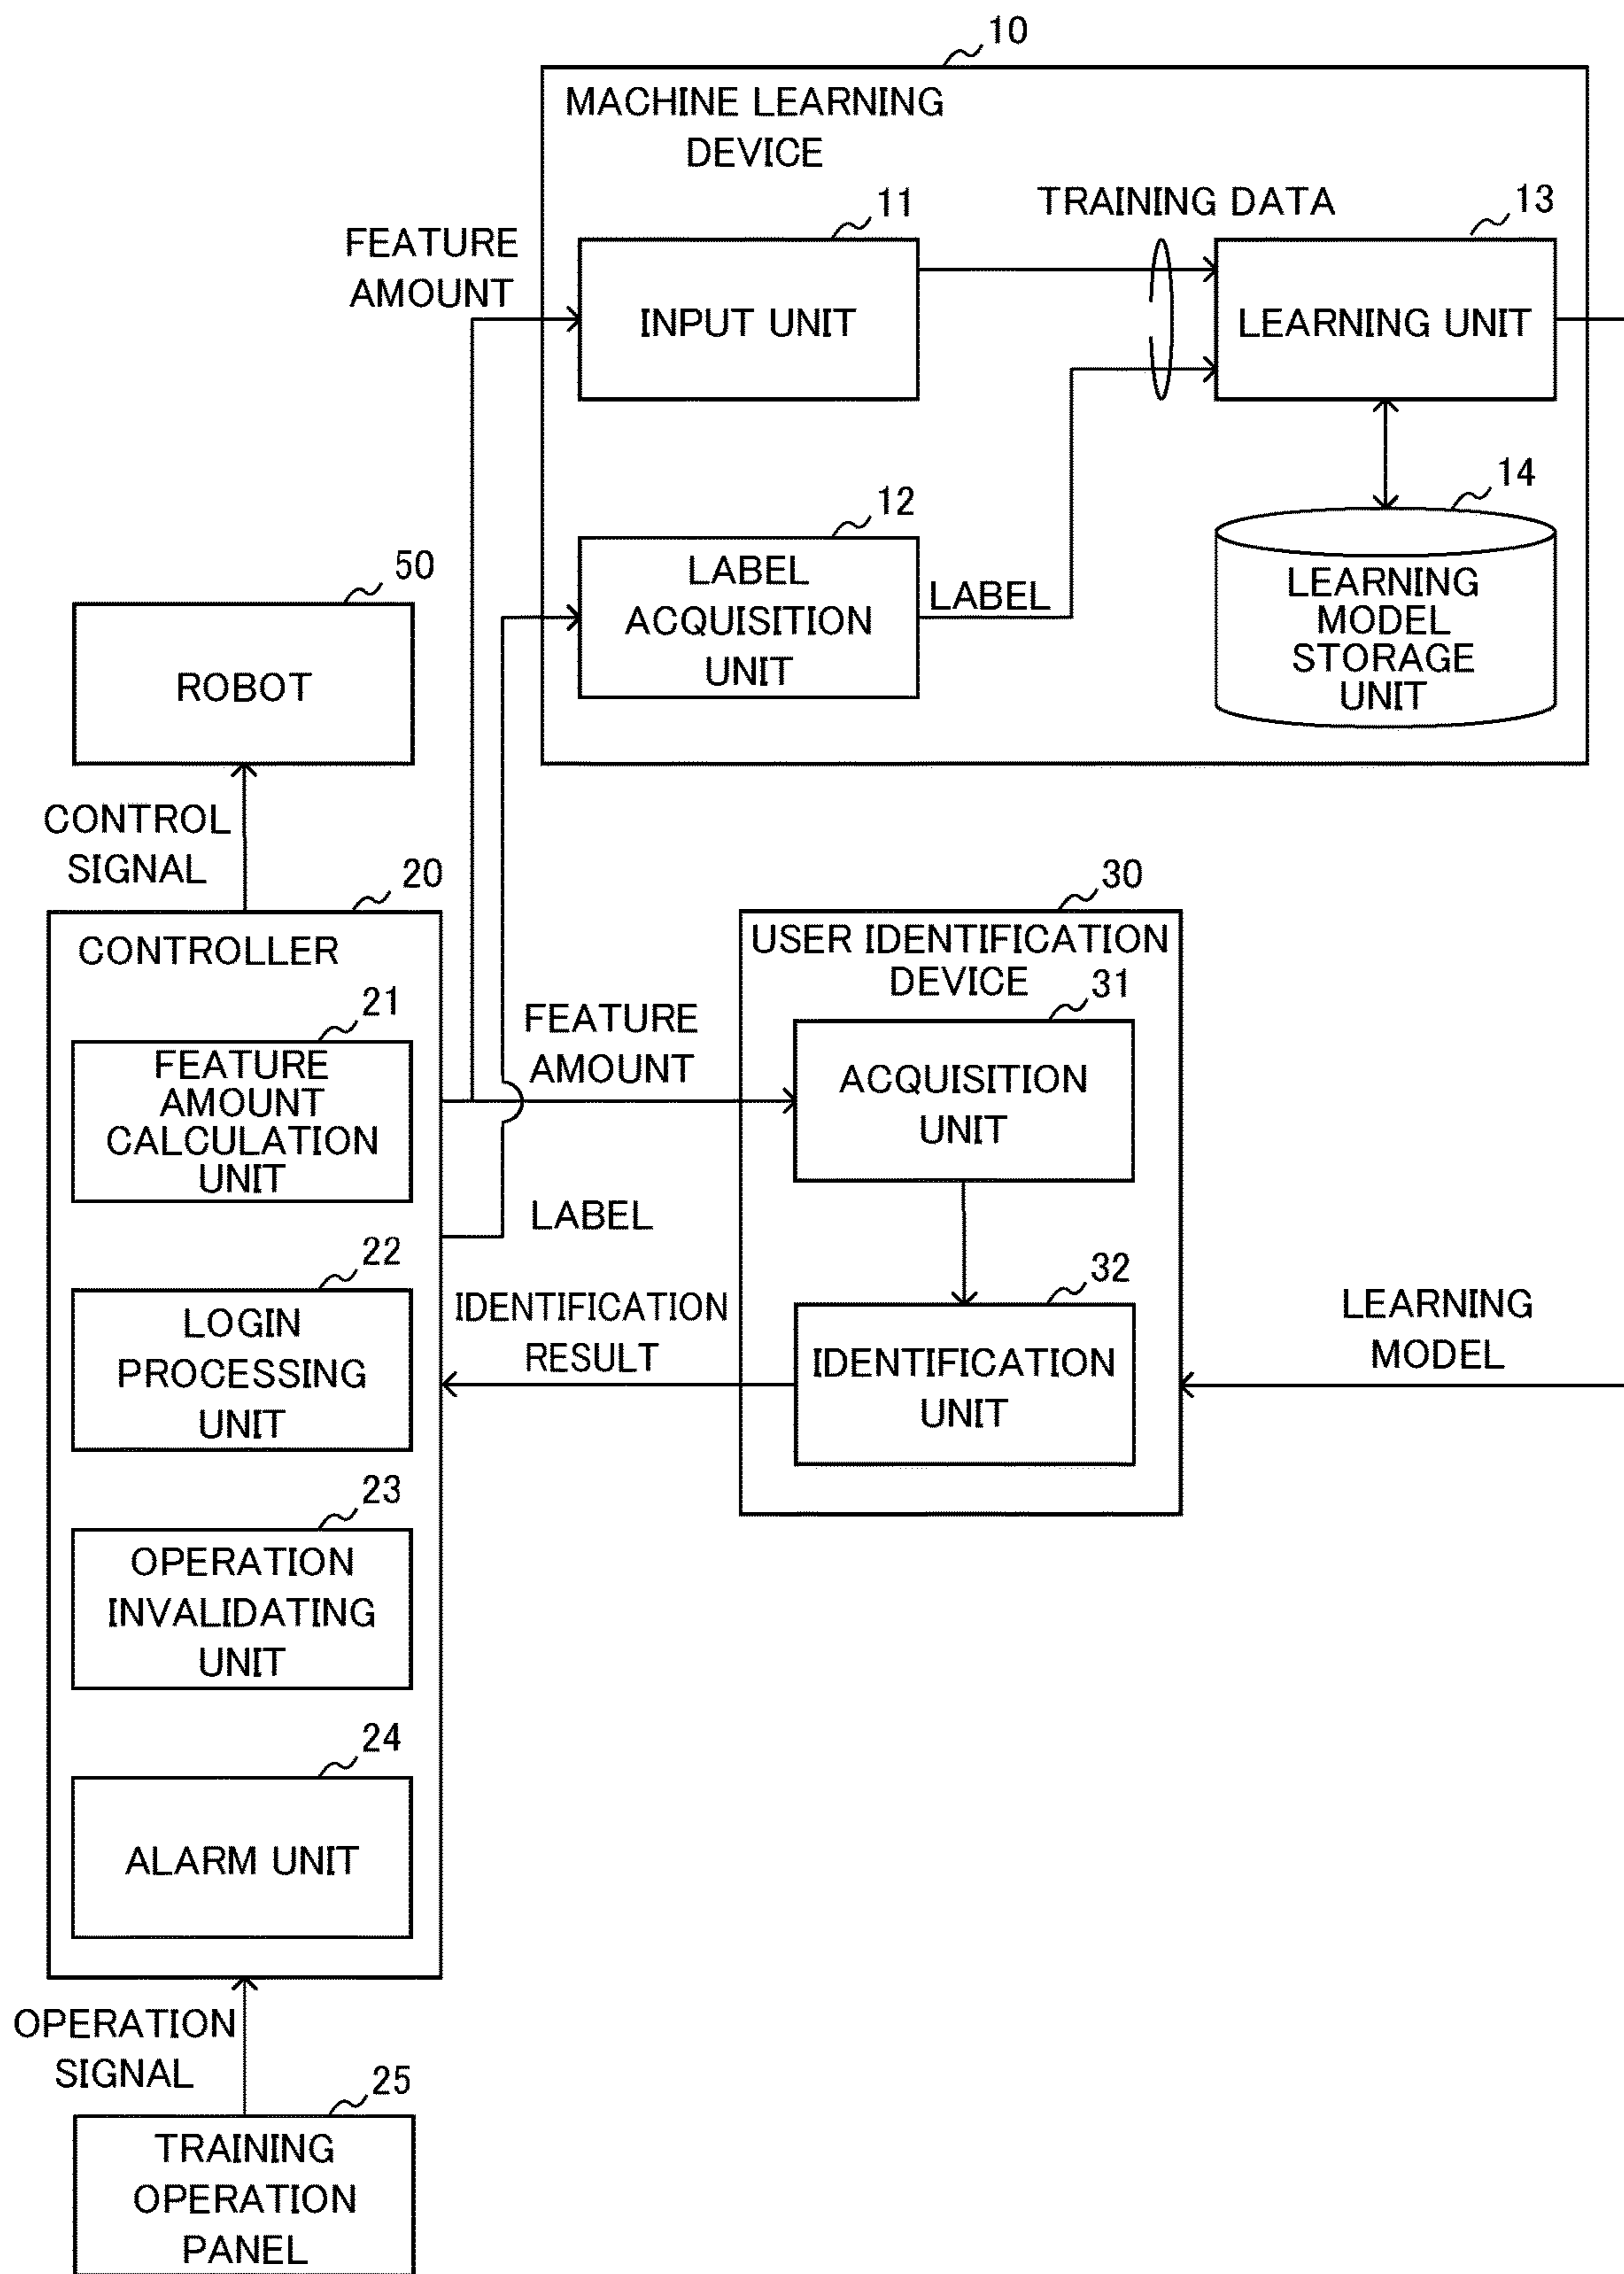 10
MACHINE LEARNING
DEVICE
11
TRAINING DATA
13
FEATURE
AMOUNT
INPUT UNIT
LEARNING UNIT
12
14
LABEL
ACQUISITION
UNIT
LABEL
LEARNING
MODEL
STORAGE
UNIT
50
ROBOT
CONTROL
SIGNAL
20
CONTROLLER
21
FEATURE
AMOUNT
CALCULATION
UNIT
FEATURE
AMOUNT
30
USER IDENTIFICATION
DEVICE
31
ACQUISITION
UNIT
LABEL
22
LOGIN
PROCESSING
UNIT
IDENTIFICATION
RESULT
32
IDENTIFICATION
UNIT
LEARNING
MODEL
23
OPERATION
INVALIDATING
UNIT
24
ALARM UNIT
OPERATION
SIGNAL
25
TRAINING
OPERATION
PANEL